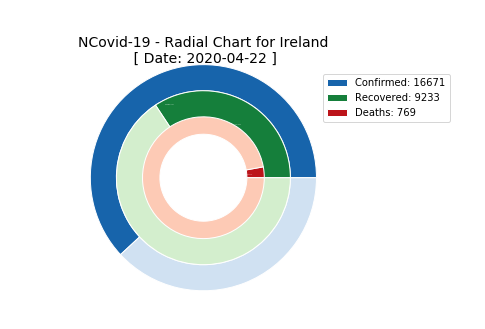 NCovid-19 - Radial Chart for Ireland
[ Date: 2020-04-22 ]
Confirmed: 16671
Recovered: 9233
Deaths: 769